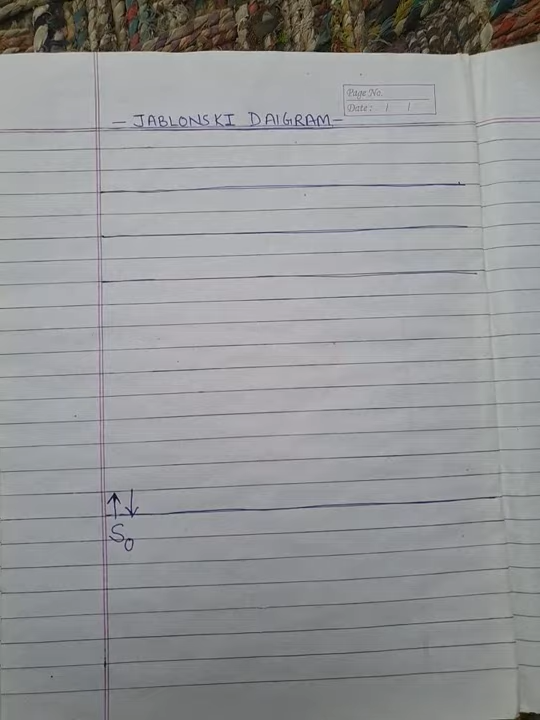 Page No.
Date: / /
— JABLONSKI DAIGRAM —
↑↓
S₀